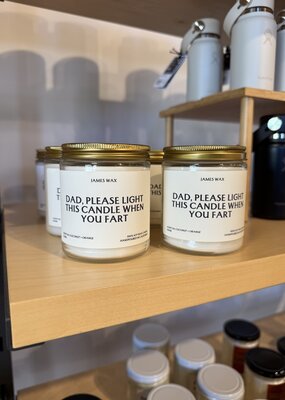 JAMES WAX
DAD, PLEASE LIGHT
THIS CANDLE WHEN
YOU FART
JAMES WAX
DAD, PLEASE LIGHT
THIS CANDLE WHEN
YOU FART